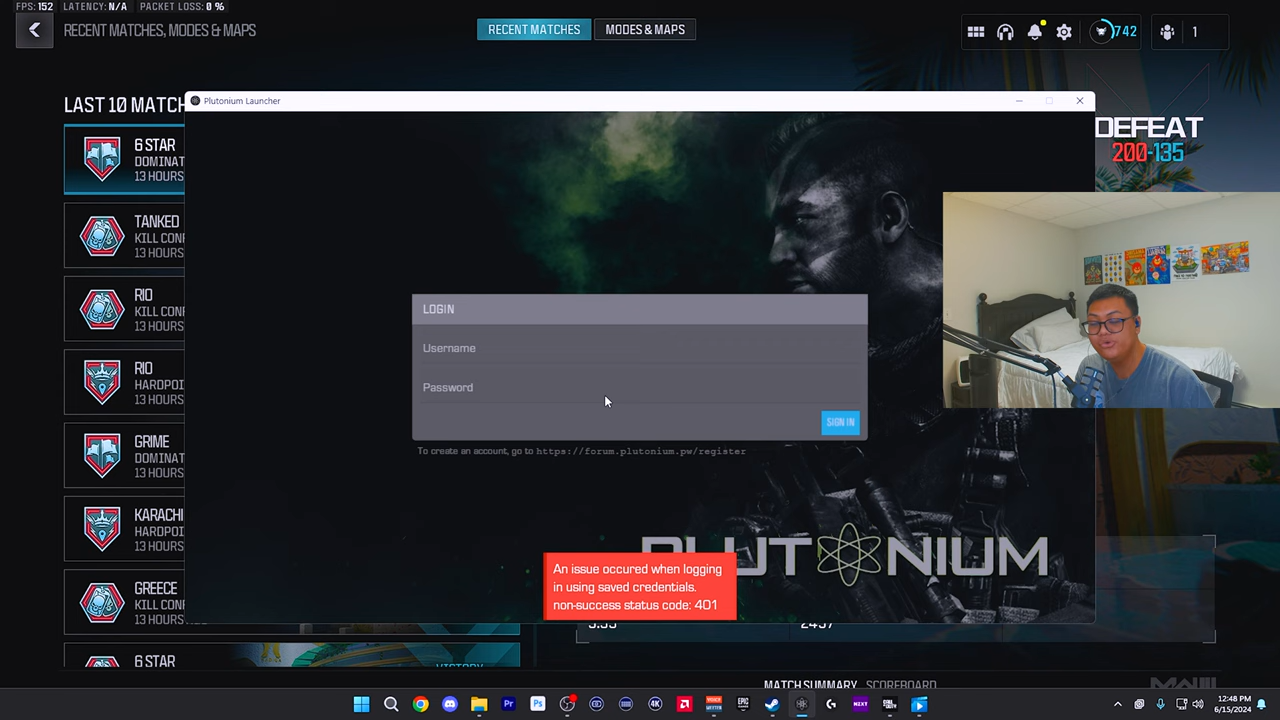 FPS: 152 LATENCY: N/A PACKET LOSS: 0 %
RECENT MATCHES, MODES & MAPS
RECENT MATCHES
MODES & MAPS
742
1
LAST 10 MATCH
6 STAR
DOMINAT
13 HOURS
TANKED
KILL CONF
13 HOURS
RIO
KILL CONF
13 HOURS
RIO
HARDPOI
13 HOURS
GRIME
DOMINAT
13 HOURS
KARACHI
HARDPOI
13 HOURS
GREECE
KILL CONF
13 HOURS
6 STAR
VICTORY
DEFEAT
200-135
Plutonium Launcher
LOGIN
Username
Password
SIGN IN
To create an account, go to https://forum.plutonium.pw/register
PLUTONIUM
An issue occured when logging
in using saved credentials.
non-success status code: 401
MATCH SUMMARY SCOREBOARD
12:48 PM
6/15/2024